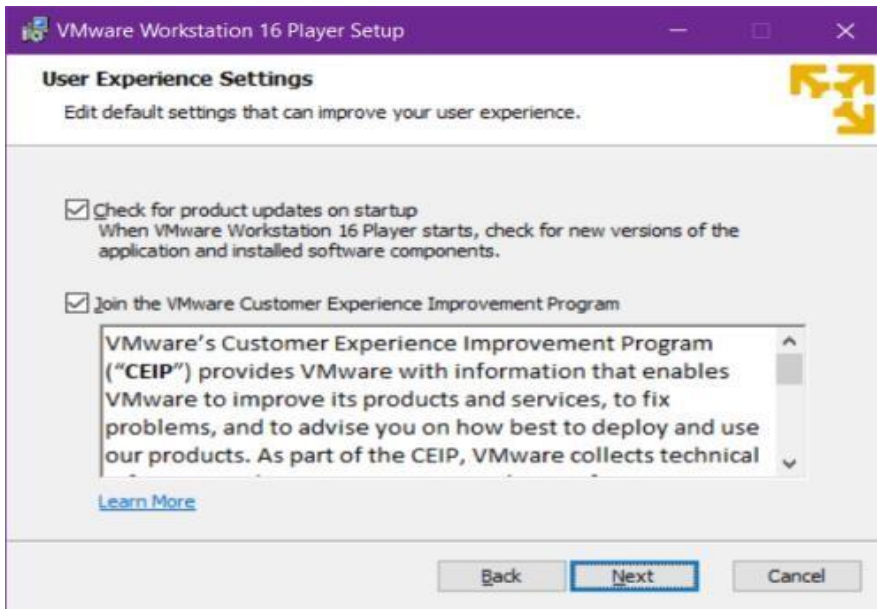 VMware Workstation 16 Player Setup
User Experience Settings
Edit default settings that can improve your user experience.
Check for product updates on startup
When VMware Workstation 16 Player starts, check for new versions of the
application and installed software components.
Join the VMware Customer Experience Improvement Program
VMware’s Customer Experience Improvement Program
(“CEIP”) provides VMware with information that enables
VMware to improve its products and services, to fix
problems, and to advise you on how best to deploy and use
our products. As part of the CEIP, VMware collects technical
Learn More
Back
Next
Cancel